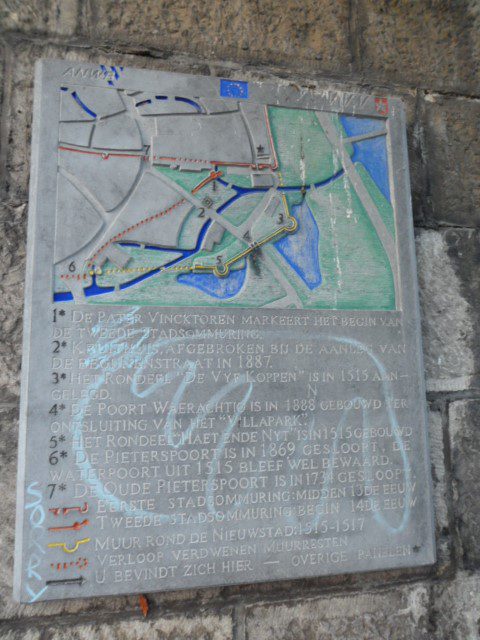 1* DE PATER VINCKTOREN MARKEERT HET BEGIN VAN
DE TWEEDE STADSOMMURING.
2* AFGEBROKEN BIJ DE AANLEG VAN
DE BEGIJNENSTRAAT IN 1887.
3* HET RONDEEL "DE VYF KOPPEN" IS IN 1515 AAN-
GELEGD.
4* DE POORT WAERACHTIG IS IN 1888 GEBOUWD TER
ONTSLUITING VAN HET "VILLAPARK".
5* HET RONDEEL "HAET ENDE NYT" IS IN 1515 GEBOUWD
6* DE PIETERSPOORT IS IN 1869 GESLOOPT, DE
WATERPOORT UIT 1515 BLEEF WEL BEWAARD.
7* DE OUDE PIETERSPOORT IS IN 1734 GESLOOPT.
EERSTE STADSOMMURING: MIDDEN 13DE EEUW
TWEEDE STADSOMMURING: BEGIN 14DE EEUW
MUUR ROND DE NIEUWSTAD: 1515-1517
VERLOOP VERDWENEN MUURRESTEN
U BEVINDT ZICH HIER — OVERIGE PANELEN